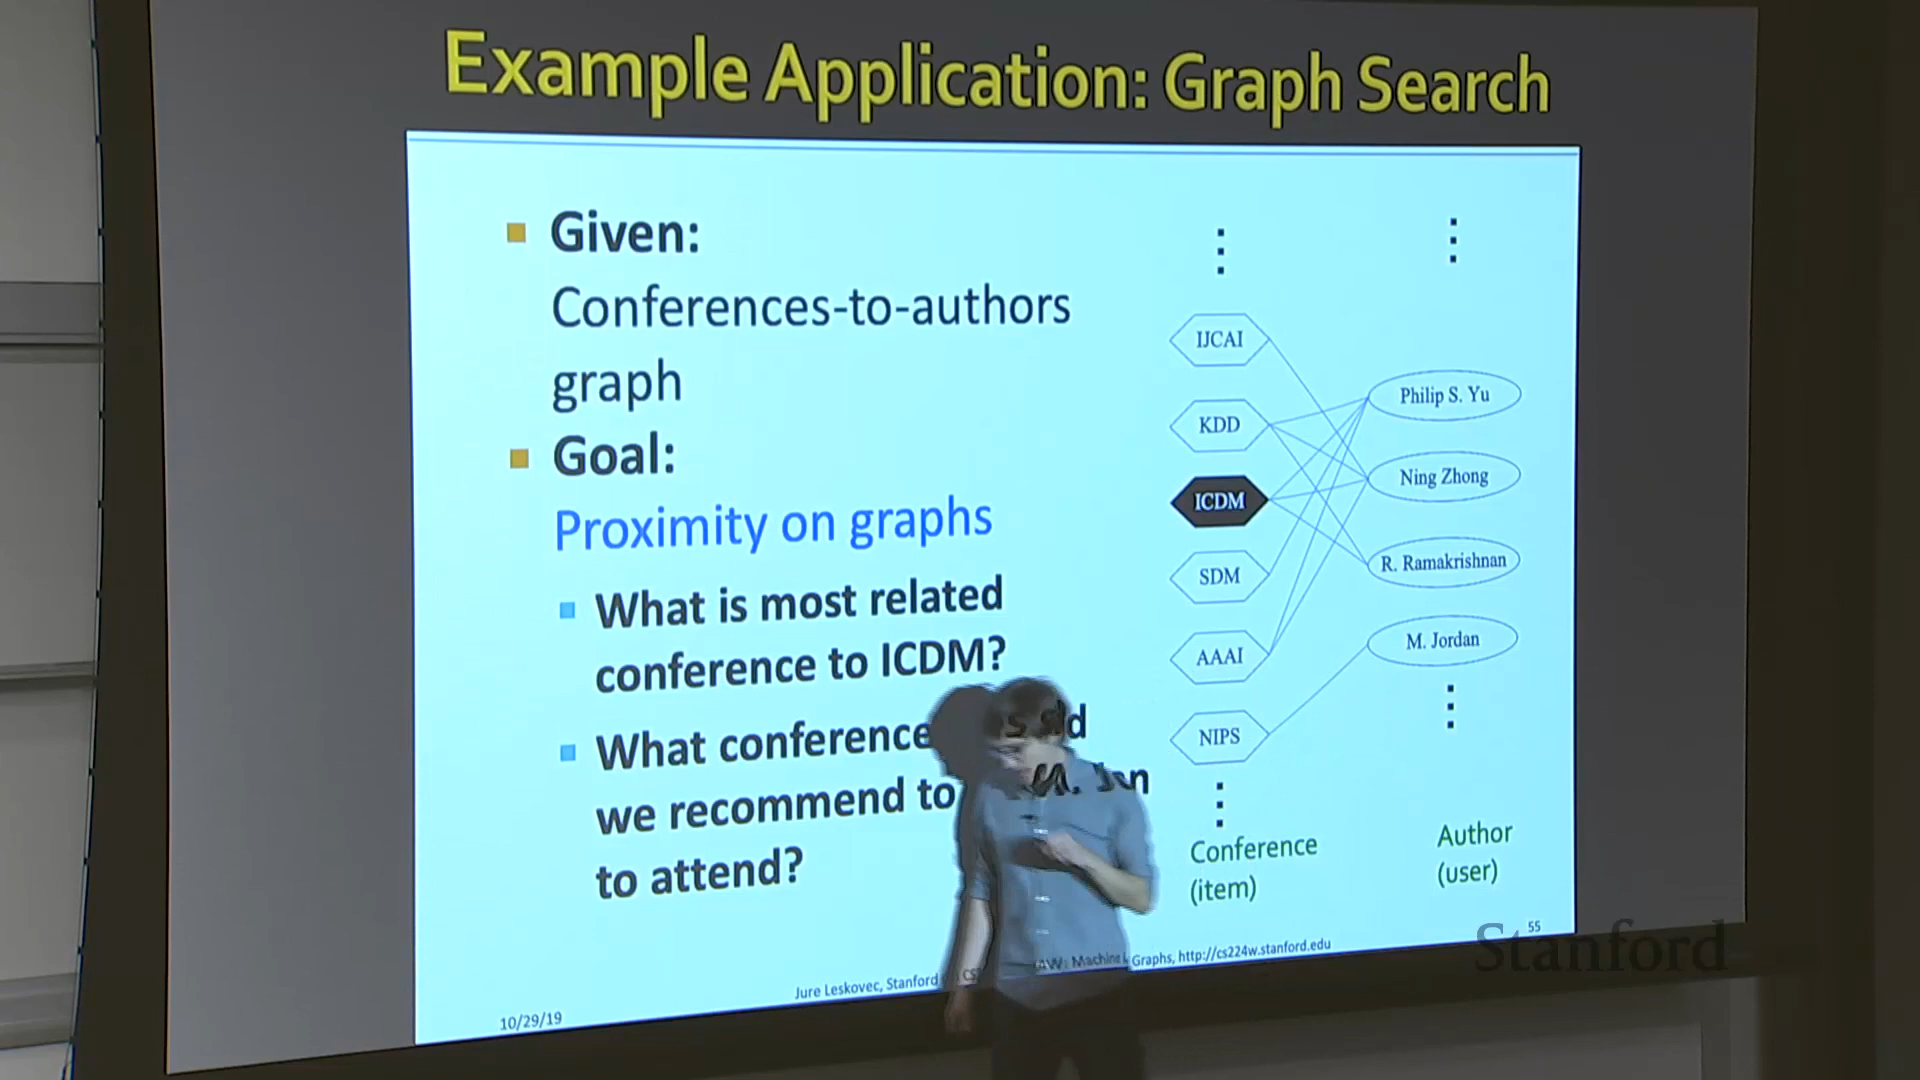 Example Application: Graph Search
Given:
Conferences-to-authors
graph
Goal:
Proximity on graphs
What is most related
conference to ICDM?
What conference
we recommend to M.
to attend?
IJCAI
KDD
ICDM
SDM
AAAI
NIPS
Conference
(item)
Philip S. Yu
Ning Zhong
R. Ramakrishnan
M. Jordan
Author
(user)
10/29/19
Jure Leskovec, Stanford
Graphs, http://cs224w.stanford.edu
55
Stanford